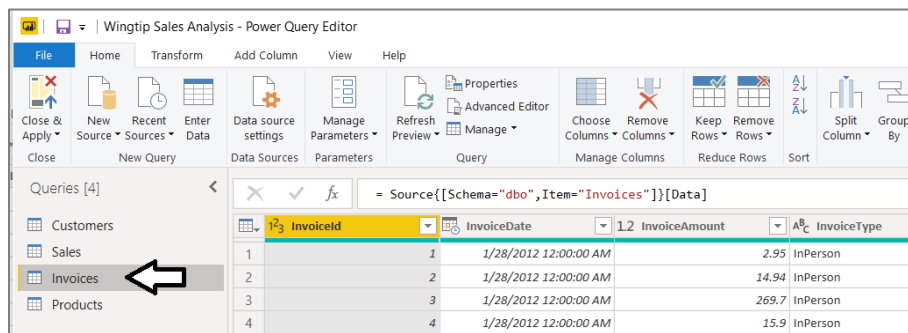 Wingtip Sales Analysis - Power Query Editor
File Home Transform Add Column View Help
Close & Apply
New Source
Recent Sources
Enter Data
Data source settings
Manage Parameters
Refresh Preview
Properties
Advanced Editor
Manage
Choose Columns
Remove Columns
Keep Rows
Remove Rows
Split Column
Group By
Close New Query Data Sources Parameters Query Manage Columns Reduce Rows Sort
Queries [4]
fx = Source{[Schema="dbo",Item="Invoices"]}[Data]
Customers
Sales
Invoices
Products
1²3 InvoiceId InvoiceDate 1.2 InvoiceAmount ABC InvoiceType
1 1 1/28/2012 12:00:00 AM 2.95 InPerson
2 2 1/28/2012 12:00:00 AM 14.94 InPerson
3 3 1/28/2012 12:00:00 AM 269.7 InPerson
4 4 1/28/2012 12:00:00 AM 15.9 InPerson